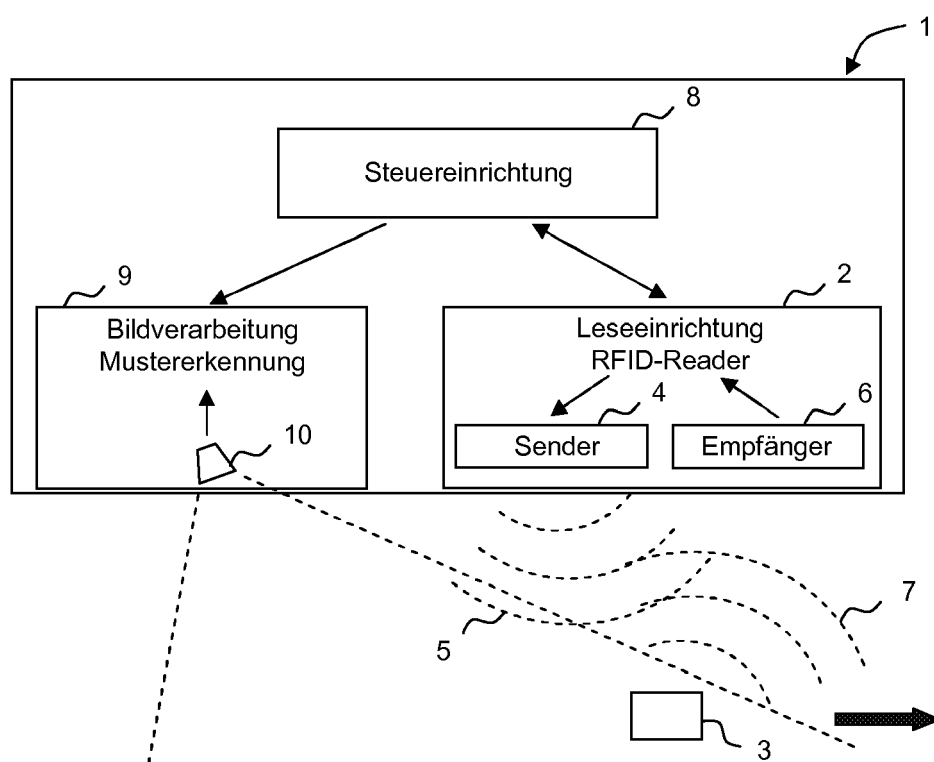 1
8
Steuereinrichtung
9
2
Bildverarbeitung
Mustererkennung
Leseeinrichtung
RFID-Reader
4
6
10
Sender
Empfänger
7
5
3